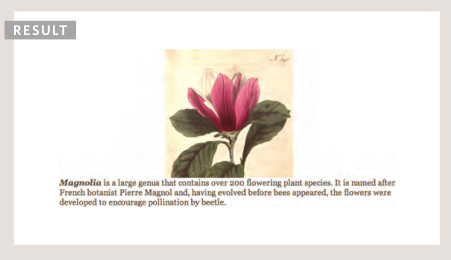 RESULT
Magnolia is a large genus that contains over 200 flowering plant species. It is named after
French botanist Pierre Magnol and, having evolved before bees appeared, the flowers were
developed to encourage pollination by beetle.